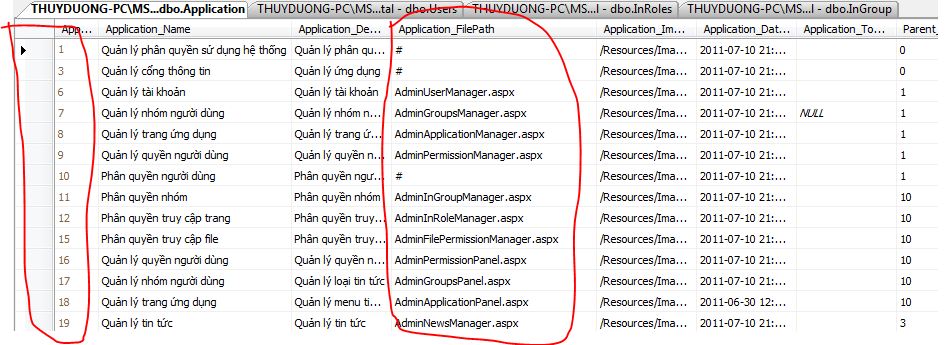 THUYDUONG-PC\MS...dbo.Application THUYDUONG-PC\MS...tal - dbo.Users THUYDUONG-PC\MS...l - dbo.InRoles THUYDUONG-PC\MS...l - dbo.InGroup
App... Application_Name Application_De... Application_FilePath Application_Im... Application_Dat... Application_To... Parent_
1 Quản lý phân quyền sử dụng hệ thống Quản lý phân qu... # /Resources/Ima... 2011-07-10 21:... 0
3 Quản lý cổng thông tin Quản lý ứng dụng # /Resources/Ima... 2011-07-10 21:... 0
6 Quản lý tài khoản Quản lý tài khoản AdminUserManager.aspx /Resources/Ima... 2011-07-10 21:... 1
7 Quản lý nhóm người dùng Quản lý nhóm n... AdminGroupsManager.aspx /Resources/Ima... 2011-07-10 21:... NULL 1
8 Quản lý trang ứng dụng Quản lý trang ứ... AdminApplicationManager.aspx /Resources/Ima... 2011-07-10 21:... 1
9 Quản lý quyền người dùng Quản lý quyền n... AdminPermissionManager.aspx /Resources/Ima... 2011-07-10 21:... 1
10 Phân quyền người dùng Phân quyền ngư... # /Resources/Ima... 2011-07-10 21:... 1
11 Phân quyền nhóm Phân quyền nhóm AdminInGroupManager.aspx /Resources/Ima... 2011-07-10 21:... 10
12 Phân quyền truy cập trang Phân quyền truy... AdminInRoleManager.aspx /Resources/Ima... 2011-07-10 21:... 10
15 Phân quyền truy cập file Phân quyền truy... AdminFilePermissionManager.aspx /Resources/Ima... 2011-07-10 21:... 10
16 Quản lý quyền người dùng Quản lý quyền n... AdminPermissionPanel.aspx /Resources/Ima... 2011-07-10 21:... 10
17 Quản lý nhóm người dùng Quản lý loại tin tức AdminGroupsPanel.aspx /Resources/Ima... 2011-07-10 21:... 10
18 Quản lý trang ứng dụng Quản lý menu ti... AdminApplicationPanel.aspx /Resources/Ima... 2011-06-30 12:... 10
19 Quản lý tin tức Quản lý tin tức AdminNewsManager.aspx /Resources/Ima... 2011-07-10 21:... 3